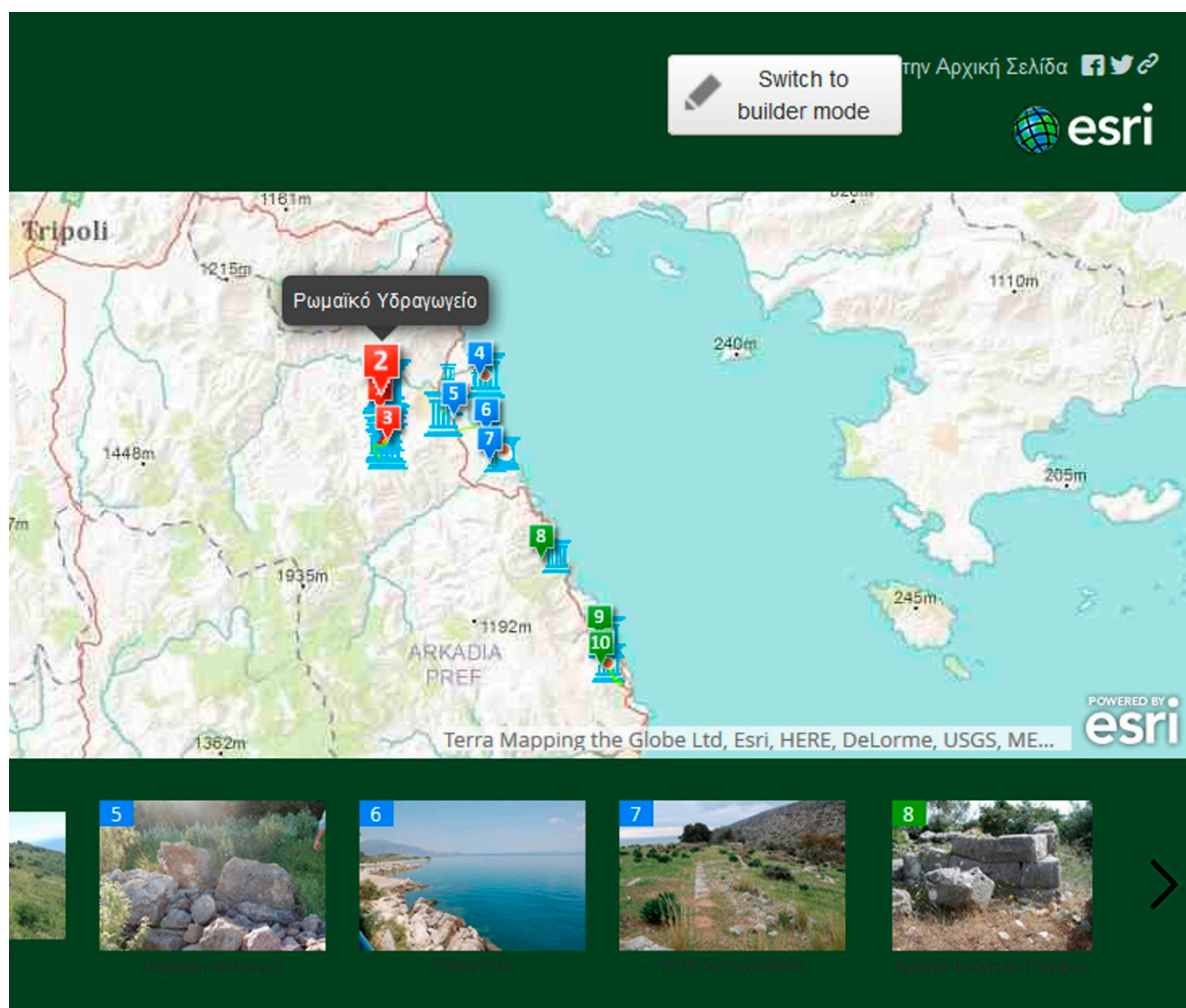 Switch to
builder mode
την Αρχική Σελίδα
esri
1161m
Tripoli
1215m
1110m
Ρωμαϊκό Υδραγωγείο
240m
2
4
5
6
3
7
1448m
205m
7m
8
1935m
245m
9
1192m
10
ARKADIA
PREF
POWERED BY
esri
1362m
Terra Mapping the Globe Ltd, Esri, HERE, DeLorme, USGS, ME...
5
6
7
8